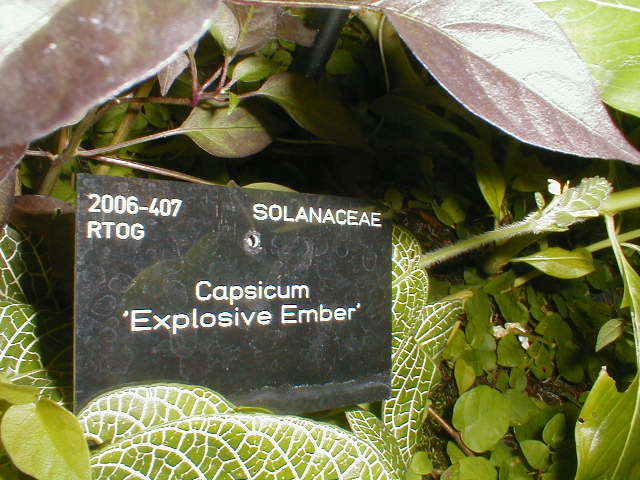 2006-407 SOLANACEAE
RTOG
Capsicum
'Explosive Ember'